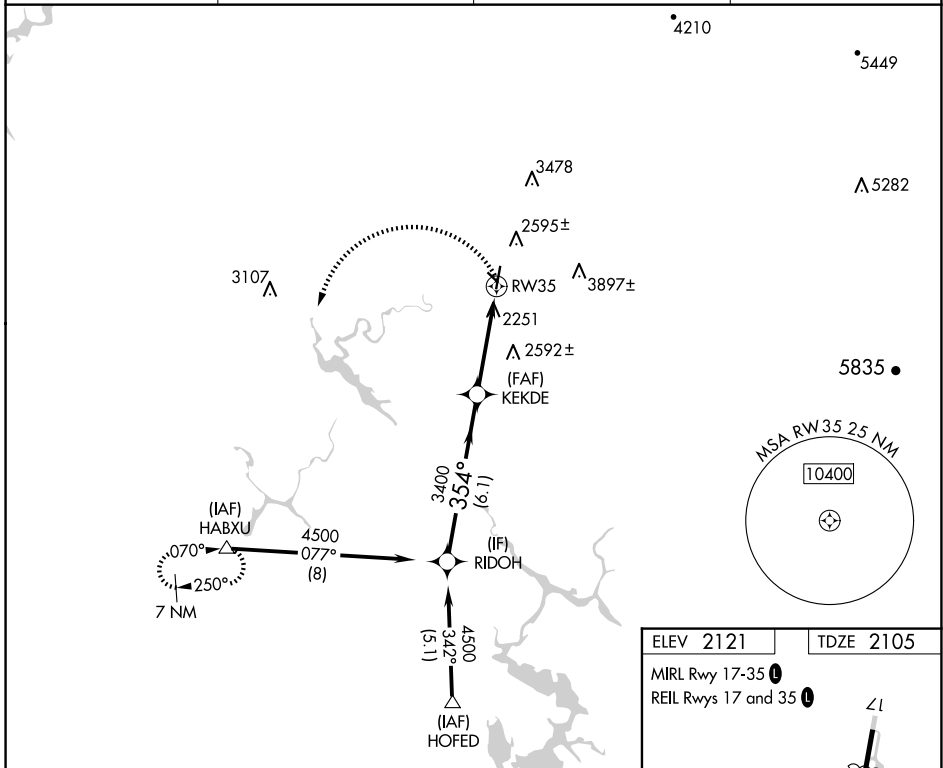 4210
5449
3478
5282
2595±
3107
RW35
3897±
2251
2592±
5835
(FAF)
KEKDE
MSA RW35 25 NM
10400
3400
354°
(6.1)
(IAF)
HABXU
4500
077°
(8)
070°
250°
7 NM
(IF)
RIDOH
4500
342°
(5.1)
(IAF)
HOFED
ELEV 2121
TDZE 2105
MIRL Rwy 17-35 L
REIL Rwys 17 and 35 L
17